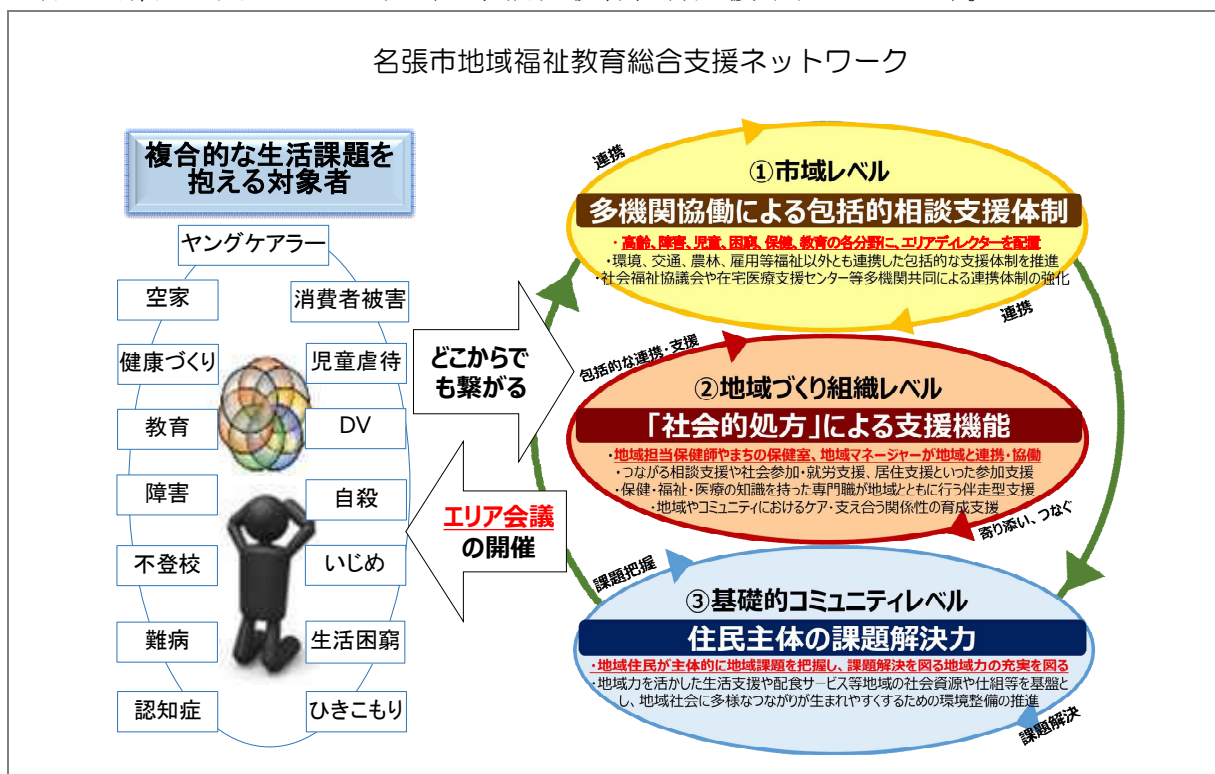 名張市地域福祉教育総合支援ネットワーク
複合的な生活課題を
抱える対象者
ヤングケアラー
空家
消費者被害
健康づくり
児童虐待
教育
DV
障害
自殺
不登校
いじめ
難病
生活困窮
認知症
ひきこもり
どこからで
も繋がる
エリア会議
の開催
連携
①市域レベル
多機関協働による包括的相談支援体制
・高齢、障害、児童、困窮、保健、教育の各分野に、エリアディレクターを配置
・環境、交通、農林、雇用等福祉以外とも連携した包括的な支援体制を推進
・社会福祉協議会や在宅医療支援センター等多機関共同による連携体制の強化
連携
包括的な連携・支援
②地域づくり組織レベル
「社会的処方」による支援機能
・地域担当保健師やまちの保健室、地域マネージャーが地域と連携・協働
・つながる相談支援や社会参加・就労支援、居住支援といった参加支援
・保健・福祉・医療の知識を持った専門職が地域とともに行う伴走型支援
・地域やコミュニティにおけるケア・支え合う関係性の育成支援
寄り添い、つなぐ
課題把握
③基礎的コミュニティレベル
住民主体の課題解決力
・地域住民が主体的に地域課題を把握し、課題解決を図る地域力の充実を図る
・地域力を活かした生活支援や配食サービス等地域の社会資源や仕組等を基盤と
し、地域社会に多様なつながりが生まれやすくするための環境整備の推進
課題解決